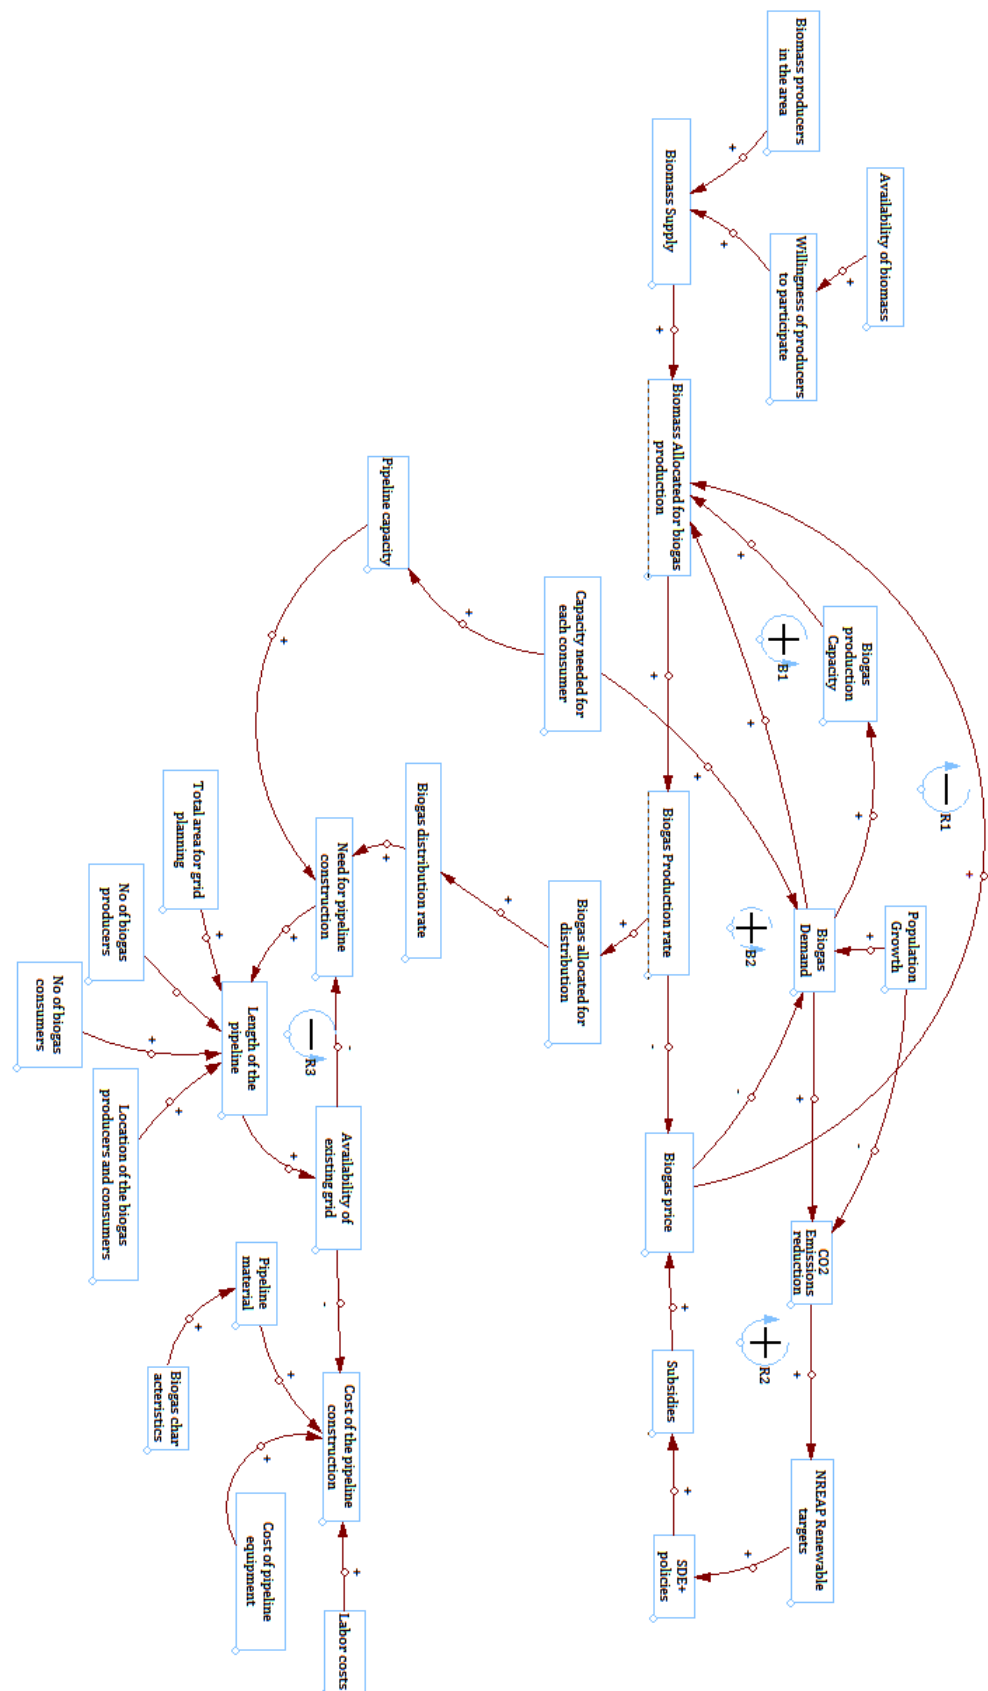 Biomass producers
in the area
Availability of biomass
Willingness of producers
to participate
+
+
+
Biomass Supply
+
Biomass Allocated for biogas
production
Biogas
production
Capacity
+
+
+
+
B1
R1
+
Pipeline capacity
+
Capacity needed for
each consumer
+
+
Biogas Production rate
Biogas
Demand
Population
Growth
+
B2
+
-
-
-
Biogas price
CO2
Emissions
reduction
+
R2
+
Subsidies
+
SDE+
policies
+
NREAP Renewable
targets
Biogas allocated for
distribution
+
+
Biogas distribution rate
+
Need for pipeline
construction
+
R3
-
Total area for grid
planning
+
No of biogas
producers
No of biogas
consumers
+
Location of the biogas
producers and consumers
+
Length of the
pipeline
+
Availability of
existing grid
-
Pipeline
material
+
Biogas char
acteristics
+
Cost of the pipeline
construction
+
Cost of pipeline
equipment
+
Labor costs